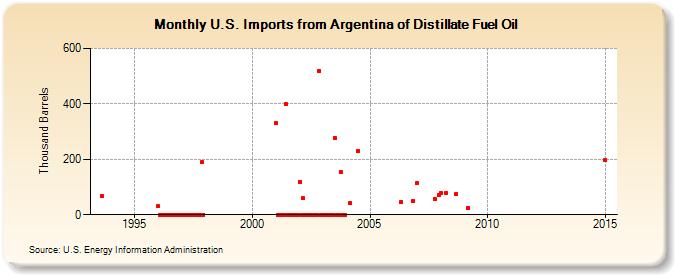 Monthly U.S. Imports from Argentina of Distillate Fuel Oil
Thousand Barrels
600
400
200
0
1995 2000 2005 2010 2015
Source: U.S. Energy Information Administration